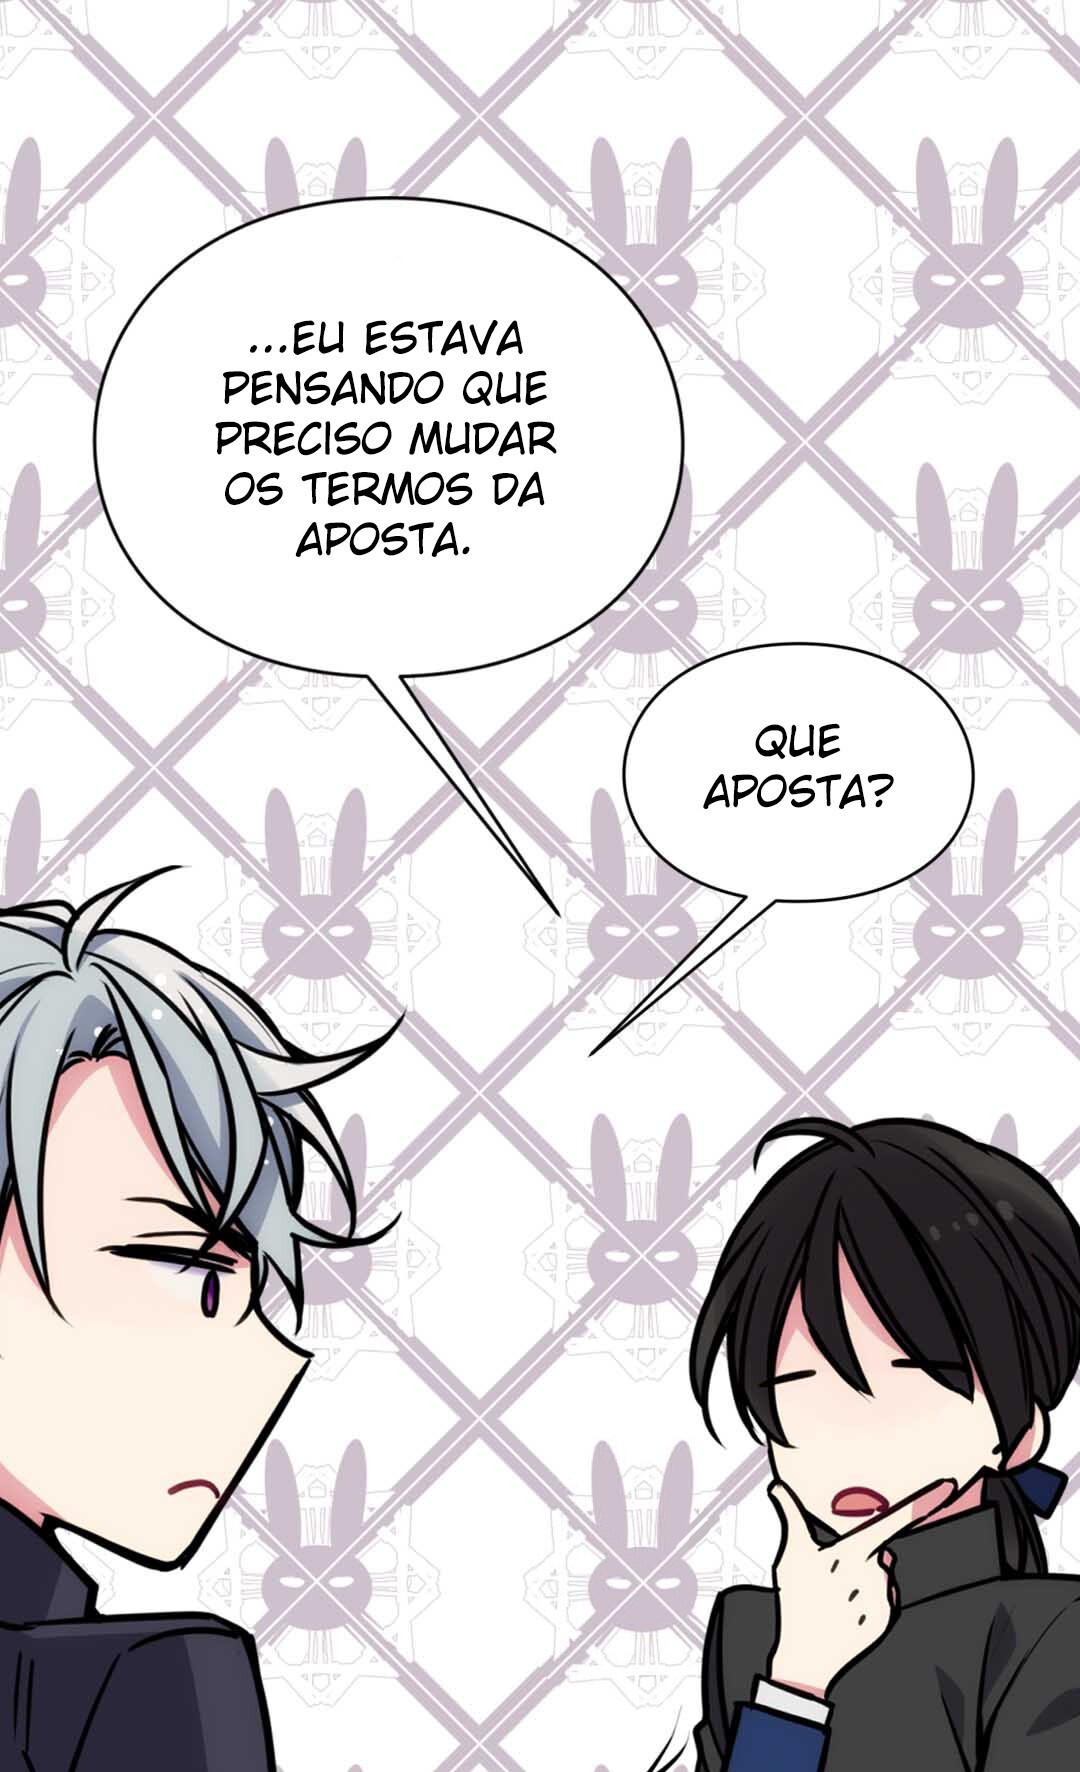 ...EU ESTAVA
PENSANDO QUE
PRECISO MUDAR
OS TERMOS DA
APOSTA.
QUE
APOSTA?